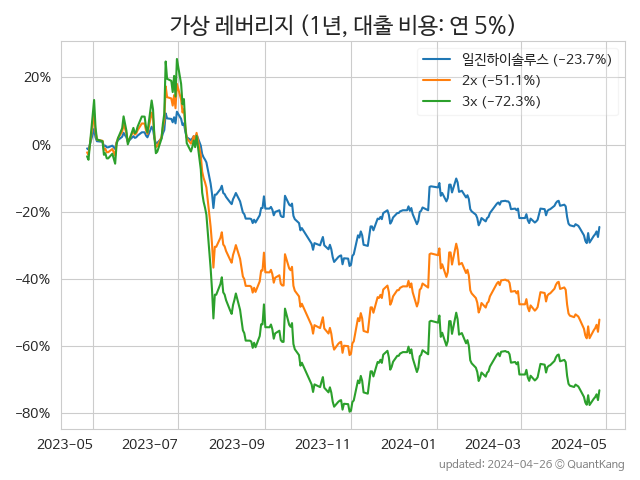 가상 레버리지 (1년, 대출 비용: 연 5%)
일진하이솔루스 (−23.7%)
2x (−51.1%)
3x (−72.3%)
20%
0%
−20%
−40%
−60%
−80%
2023-05 2023-07 2023-09 2023-11 2024-01 2024-03 2024-05
updated: 2024-04-26 © QuantKang